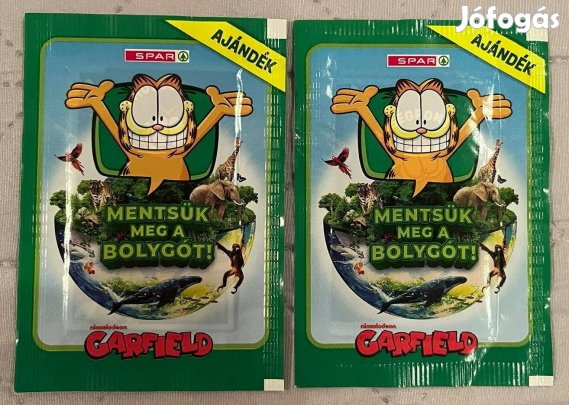 Jófogás
AJÁNDÉK
SPAR
MENTSÜK
MEG A
BOLYGÓT!
nickelodeon
GARFIELD
AJÁNDÉK
SPAR
MENTSÜK
MEG A
BOLYGÓT!
nickelodeon
GARFIELD